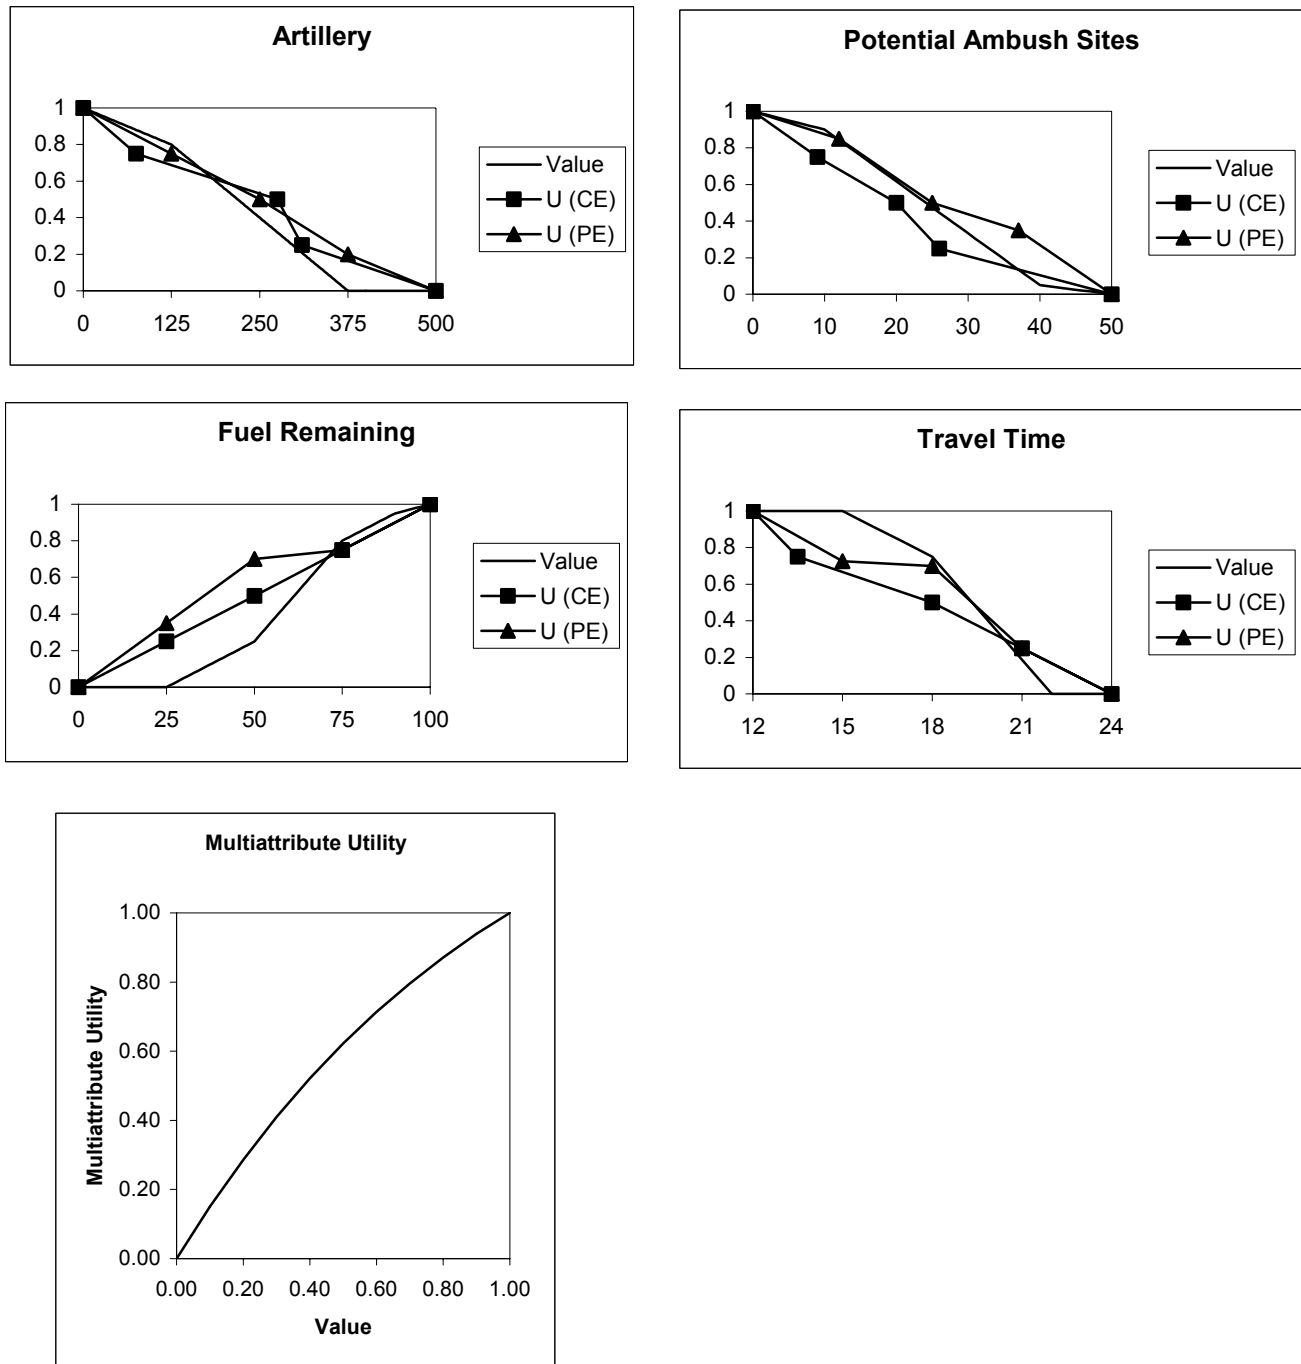 Artillery
1
0.8
0.6
0.4
0.2
0
0 125 250 375 500
Value
U (CE)
U (PE)
Potential Ambush Sites
1
0.8
0.6
0.4
0.2
0
0 10 20 30 40 50
Value
U (CE)
U (PE)
Fuel Remaining
1
0.8
0.6
0.4
0.2
0
0 25 50 75 100
Value
U (CE)
U (PE)
Travel Time
1
0.8
0.6
0.4
0.2
0
12 15 18 21 24
Value
U (CE)
U (PE)
Multiattribute Utility
Multiattribute Utility
1.00
0.80
0.60
0.40
0.20
0.00
0.00 0.20 0.40 0.60 0.80 1.00
Value